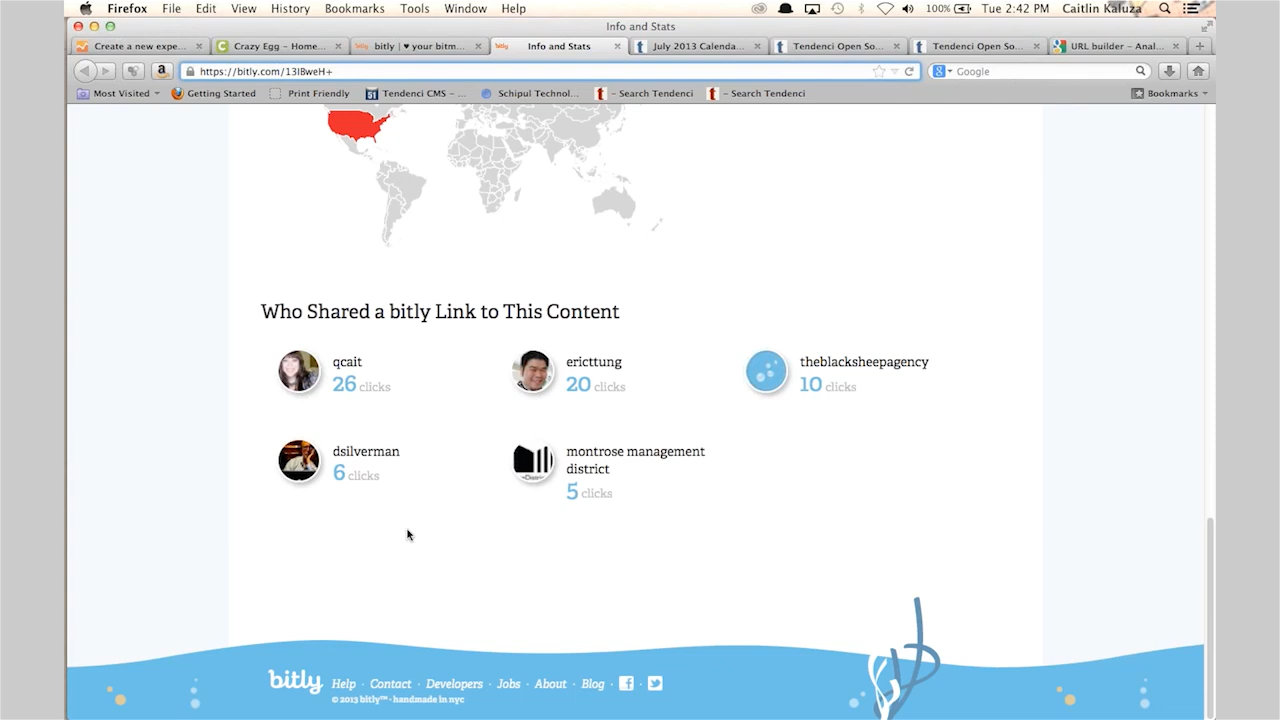 Firefox File Edit View History Bookmarks Tools Window Help 100% Tue 2:42 PM Caitlin Kaluza
Info and Stats
Create a new expe... Crazy Egg – Home... bitly | ♥ your bitm... Info and Stats July 2013 Calenda... Tendenci Open So... Tendenci Open So... URL builder – Anal...
https://bitly.com/13IBweH+ Google
Most Visited Getting Started Print Friendly Tendenci CMS – ... Schipul Technol... - Search Tendenci - Search Tendenci Bookmarks
Who Shared a bitly Link to This Content
qcait ericttung theblacksheepagency
26 clicks 20 clicks 10 clicks
dsilverman montrose management
district
6 clicks
5 clicks
bitly Help · Contact · Developers · Jobs · About · Blog ·
© 2013 bitly™ · handmade in nyc